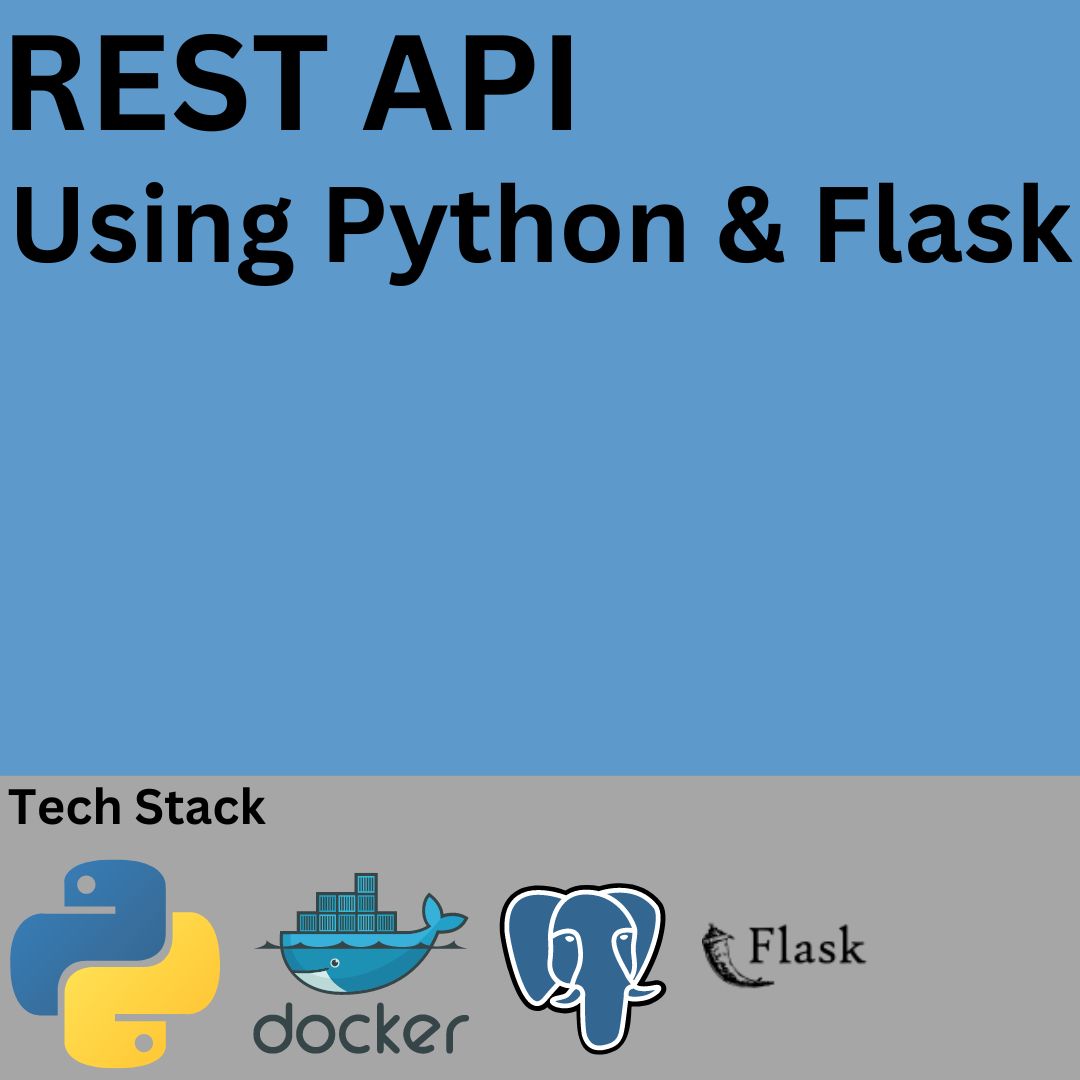 REST API
Using Python & Flask
Tech Stack
docker
Flask